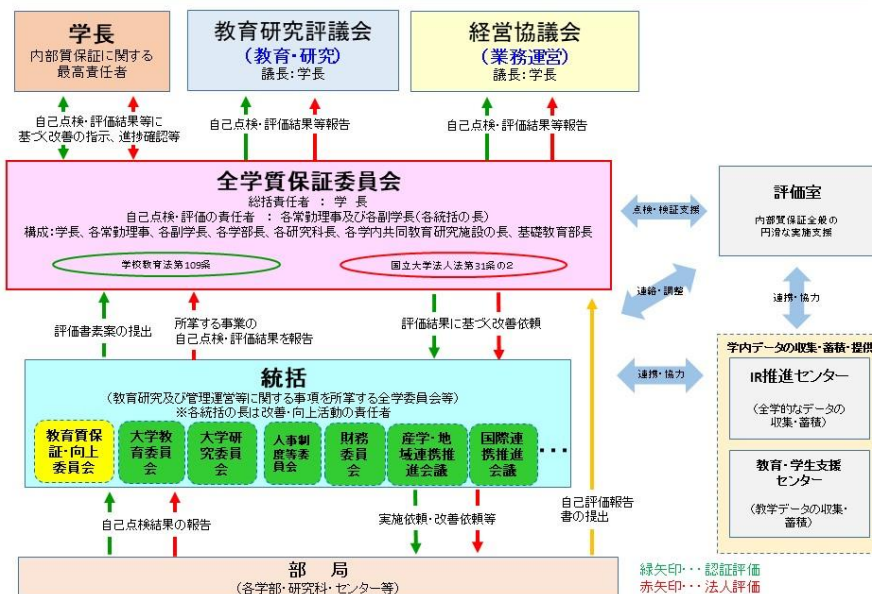 学長
内部質保証に関する
最高責任者
教育研究評議会
(教育・研究)
議長:学長
経営協議会
(業務運営)
議長:学長
自己点検・評価結果等に
基づく改善の指示、進捗確認等
自己点検・評価結果等報告
自己点検・評価結果等報告
全学質保証委員会
総括責任者 : 学 長
自己点検・評価の責任者 : 各常勤理事及び各副学長(各統括の長)
構成:学長、各常勤理事、各副学長、各学部長、各研究科長、各学内共同教育研究施設の長、基礎教育部長
学校教育法第109条
国立大学法人法第31条の2
点検・検証支援
評価室
内部質保証全般の
円滑な実施支援
連絡・調整
連携・協力
評価書素案の提出
所掌する事業の
自己点検・評価結果を報告
評価結果に基づく改善依頼
統括
(教育研究及び管理運営等に関する事項を所掌する全学委員会等)
※各統括の長は改善・向上活動の責任者
教育質保
証・向上
委員会
大学教
育委員
会
大学研
究委員
会
人事制
度等委
員会
財務
委員
会
産学・地
域連携推
進会議
国際連
携推進
会議
・・・
連携・協力
学内データの収集・蓄積・提供
IR推進センター
(全学的なデータの
収集・蓄積)
教育・学生支援
センター
(教学データの収集・
蓄積)
自己点検結果の報告
実施依頼・改善依頼等
自己評価報告
書の提出
部 局
(各学部・研究科・センター等)
緑矢印・・・認証評価
赤矢印・・・法人評価